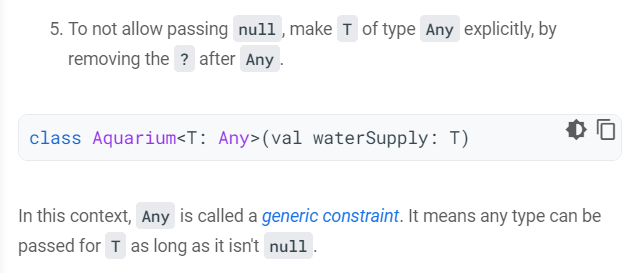 5. To not allow passing null, make T of type Any explicitly, by
removing the ? after Any.
class Aquarium<T: Any>(val waterSupply: T)
In this context, Any is called a generic constraint. It means any type can be
passed for T as long as it isn't null.